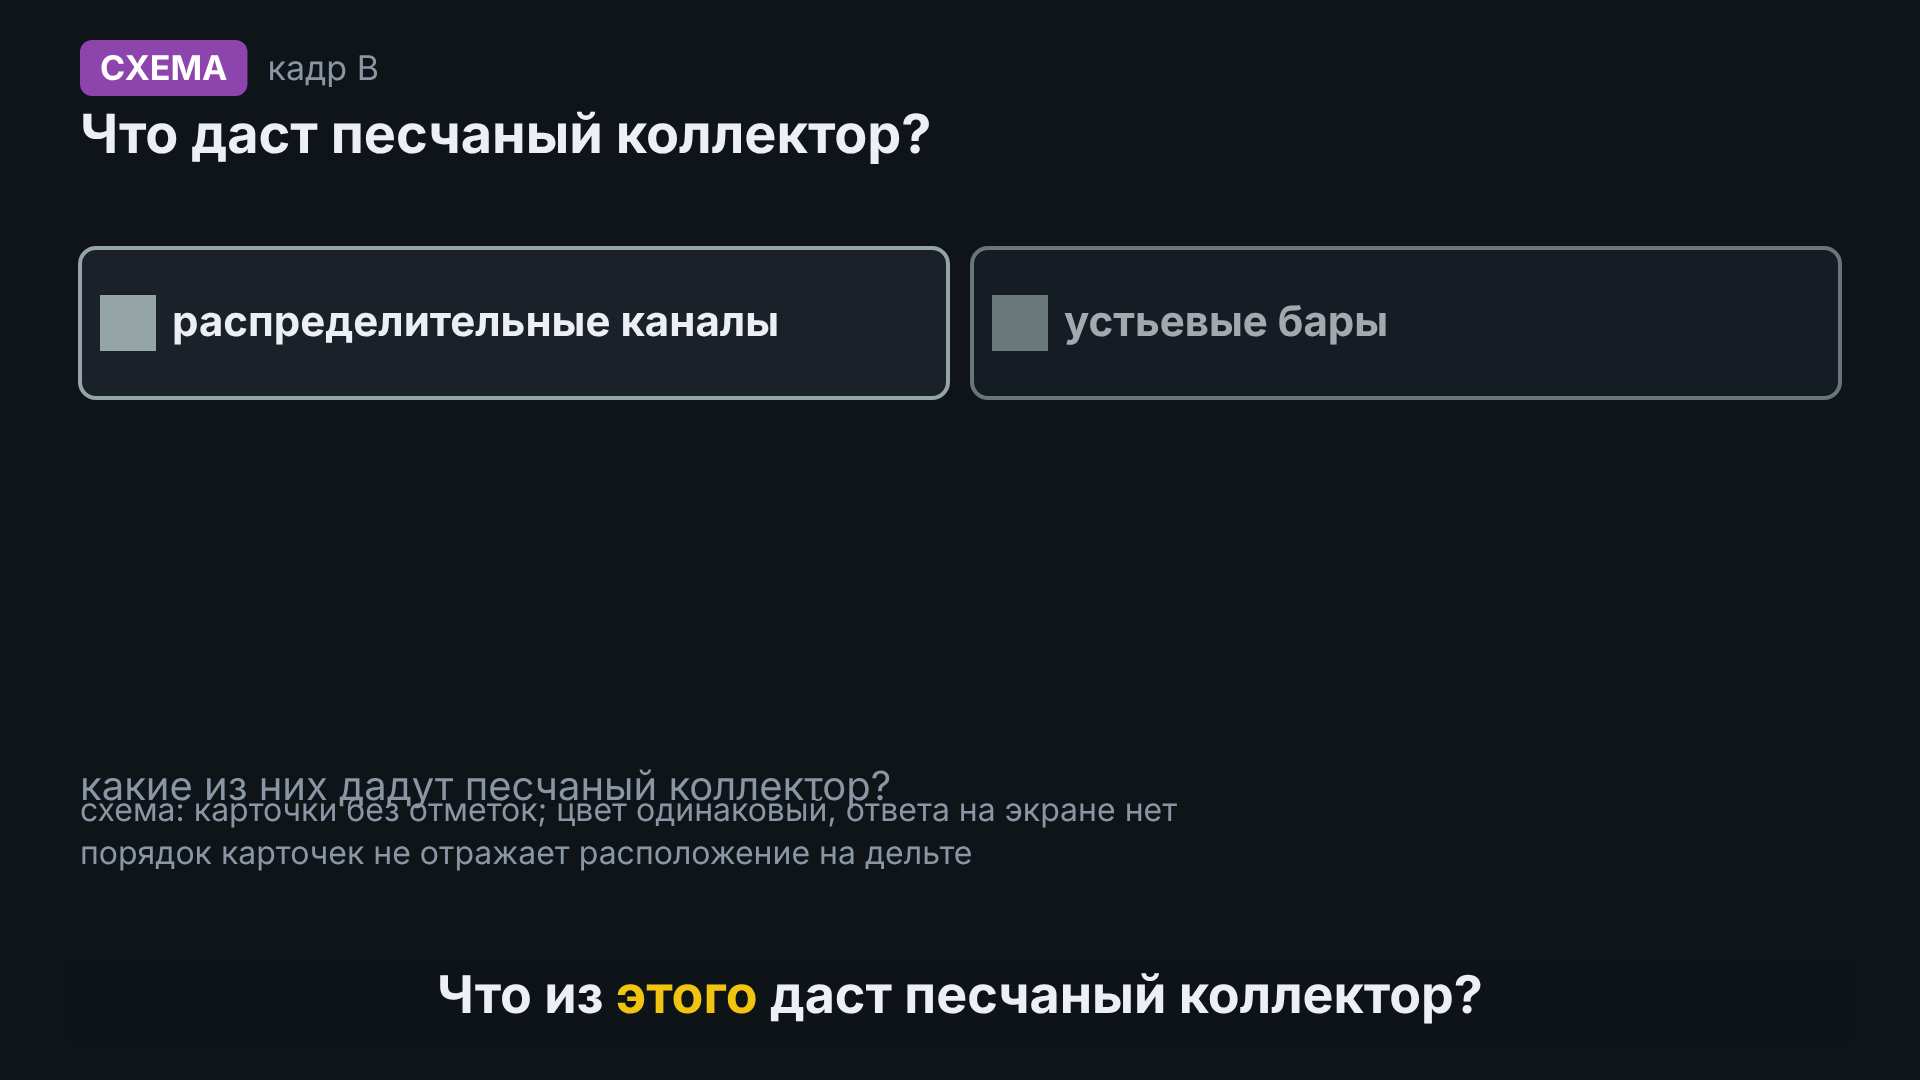 СХЕМА кадр B
Что даст песчаный коллектор?
распределительные каналы
устьевые бары
какие из них дадут песчаный коллектор?
схема: карточки без отметок; цвет одинаковый, ответа на экране нет
порядок карточек не отражает расположение на дельте
Что из этого даст песчаный коллектор?